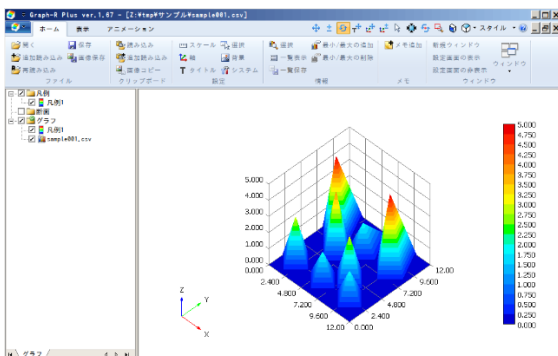 Graph-R Plus ver.1.67 - [Z:¥tmp¥サンプル¥sample001.csv]
ホーム 表示 アニメーション スタイル
開く 保存 読み込み スケール 選択 選択 最小/最大の追加 メモ追加 前値ウィンドウ
追加読み込み 画像保存 追加読み込み 軸 効果 一覧表示 最小/最大の削除 設定画面の表示 ウィンドウ
再読み込み 画像コピー タイトル システム 一覧保存 設定画面の非表示
ファイル クリップボード 設定 情報 メモ ウィンドウ
凡例
凡例1
断面
グラフ
凡例1
sample001.csv
5.000
4.000
3.000
2.000
1.000
0.000
0.000
2.400
4.800
7.200
9.600
12.00
0.000
2.400
4.800
7.200
9.600
12.00
Z
Y
X
5.000
4.750
4.500
4.250
4.000
3.750
3.500
3.250
3.000
2.750
2.500
2.250
2.000
1.750
1.500
1.250
1.000
0.750
0.500
0.250
0.000
グラフ